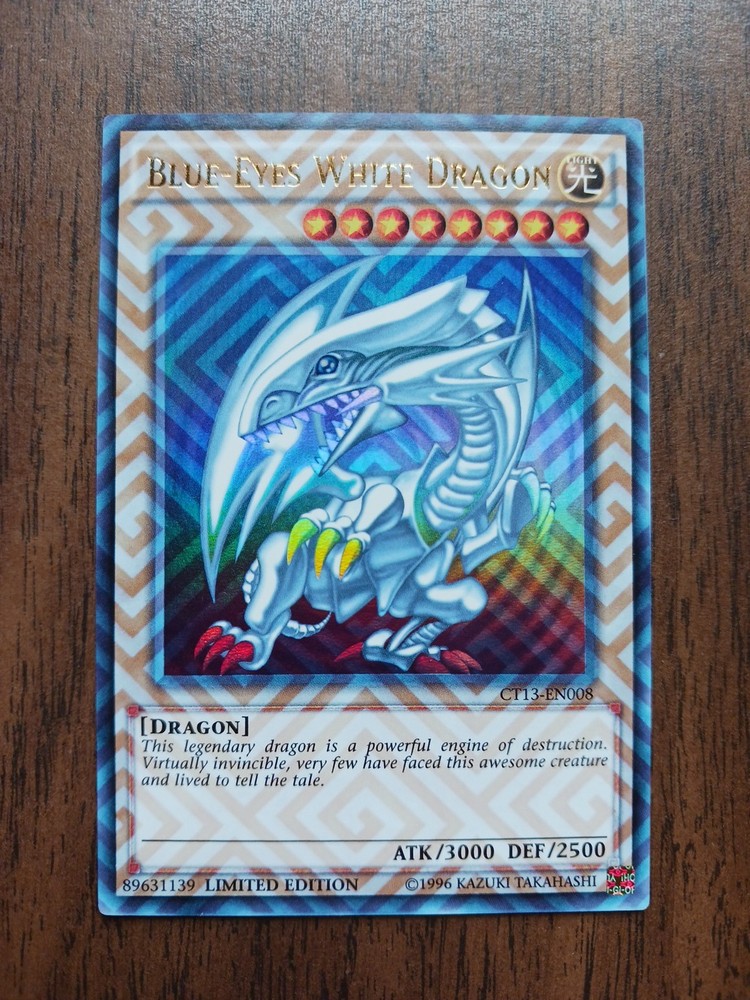 BLUE-EYES WHITE DRAGON
LIGHT
光
CT13-EN008
[DRAGON]
This legendary dragon is a powerful engine of destruction.
Virtually invincible, very few have faced this awesome creature
and lived to tell the tale.
ATK/3000 DEF/2500
89631139 LIMITED EDITION ©1996 KAZUKI TAKAHASHI